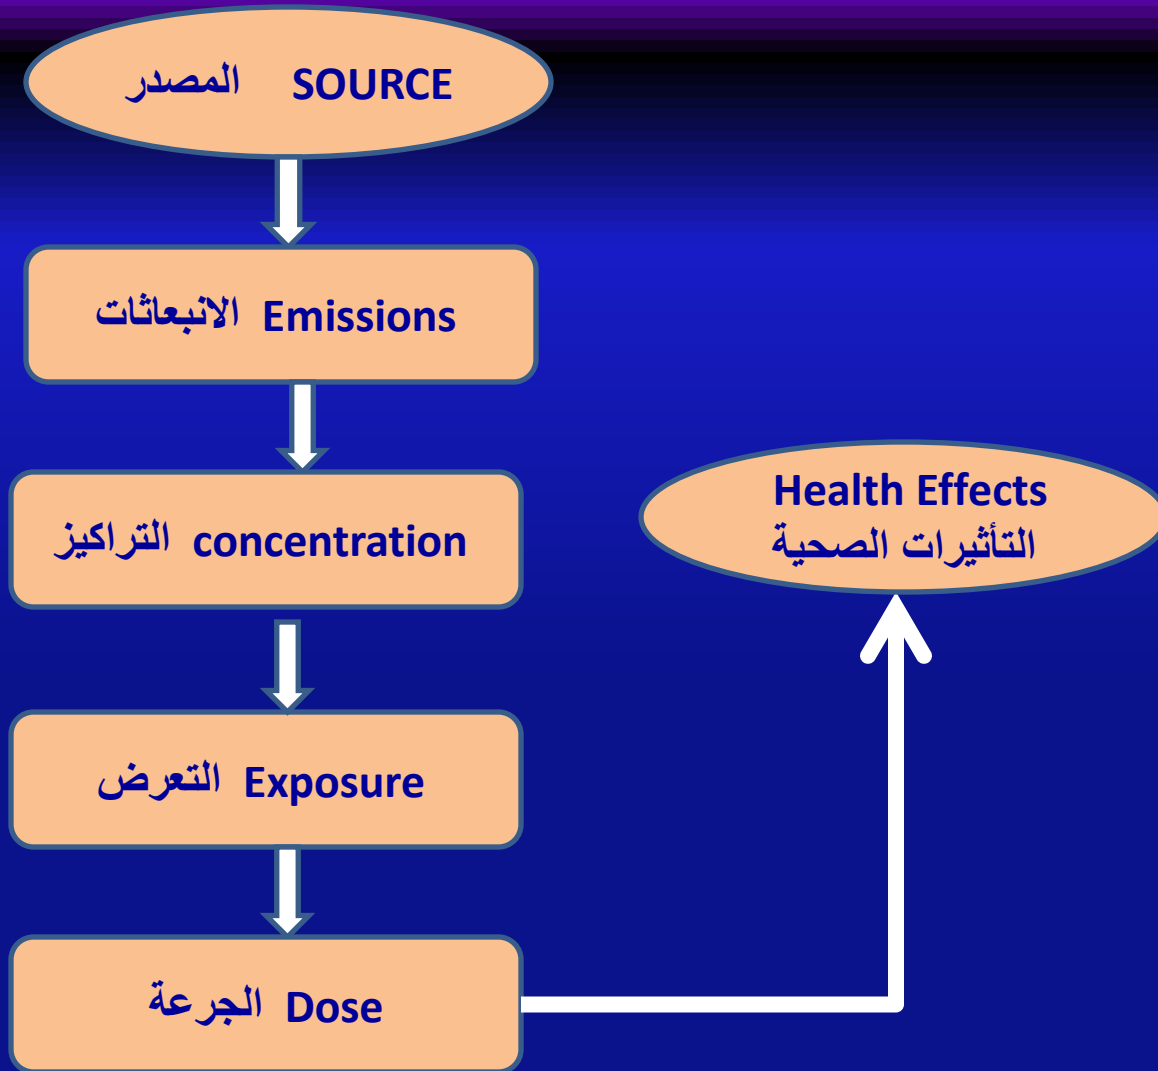 المصدر SOURCE
الانبعاثات Emissions
التراكيز concentration
التعرض Exposure
الجرعة Dose
Health Effects
التأثيرات الصحية